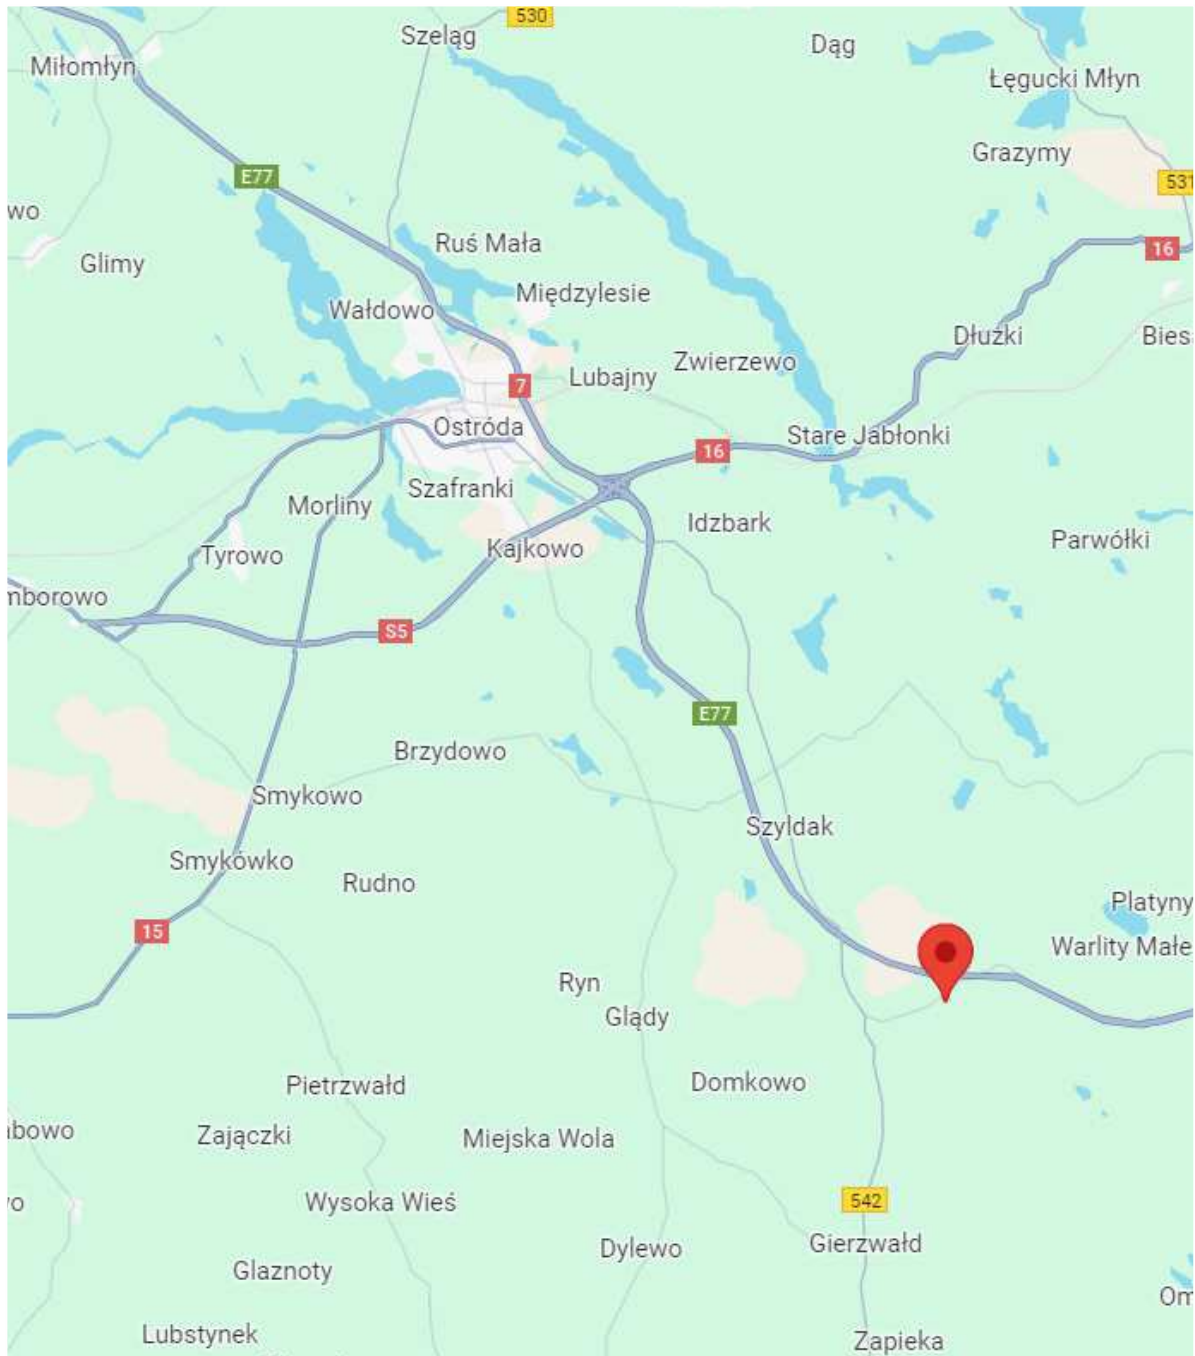 530
Szeląg
Dąg
Miłomłyn
Łęgucki Młyn
Grazymy
E77
531
wo
Ruś Mała
16
Glimy
Międzylesie
Wałdowo
Dłużki
Bies
Zwierzewo
Lubajny
7
Ostróda
Stare Jabłonki
16
Szafranki
Morliny
Idzbark
Parwółki
Kajkowo
Tyrowo
mborowo
S5
E77
Brzydowo
Smykowo
Szyldak
Smykówko
Rudno
Platyny
15
Warlity Małe
Ryn
Glądy
Domkowo
Pietrzwałd
bowo
Zajączki
Miejska Wola
Wysoka Wieś
542
o
Gierzwałd
Dylewo
Glaznoty
Om
Lubstynek
Zapieka